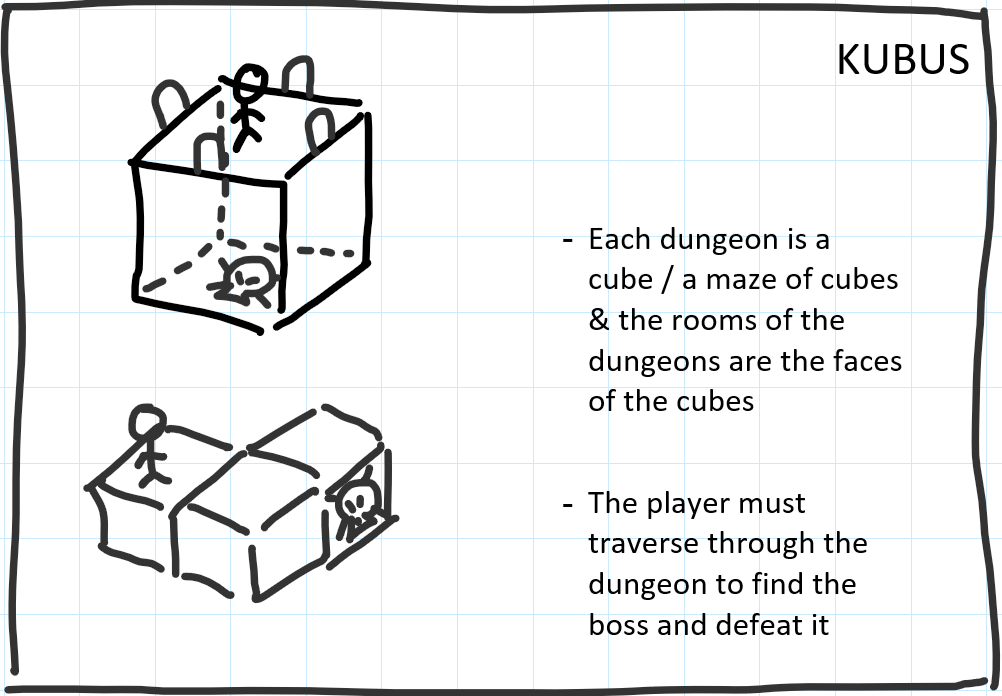 KUBUS
- Each dungeon is a
cube / a maze of cubes
& the rooms of the
dungeons are the faces
of the cubes
- The player must
traverse through the
dungeon to find the
boss and defeat it